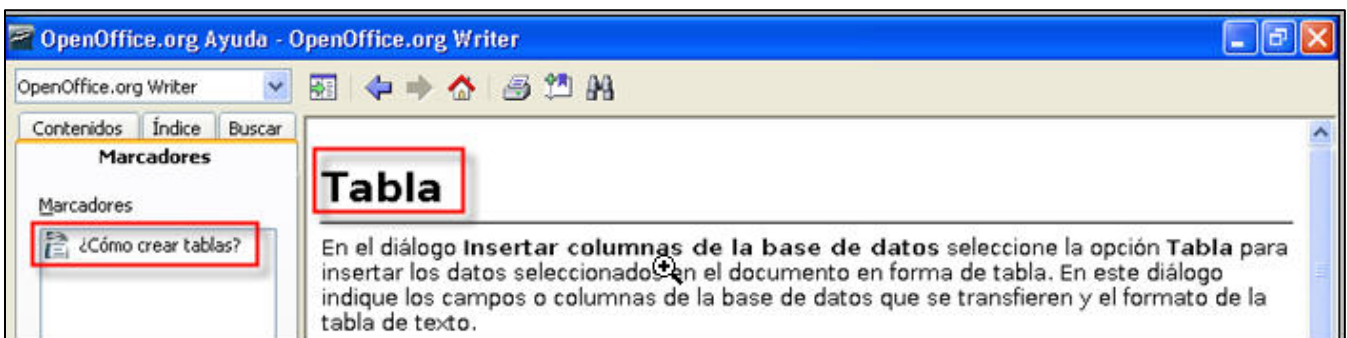 OpenOffice.org Ayuda - OpenOffice.org Writer
OpenOffice.org Writer
Contenidos Índice Buscar
Marcadores
Marcadores
¿Cómo crear tablas?
Tabla
En el diálogo Insertar columnas de la base de datos seleccione la opción Tabla para
insertar los datos seleccionados en el documento en forma de tabla. En este diálogo
indique los campos o columnas de la base de datos que se transfieren y el formato de la
tabla de texto.